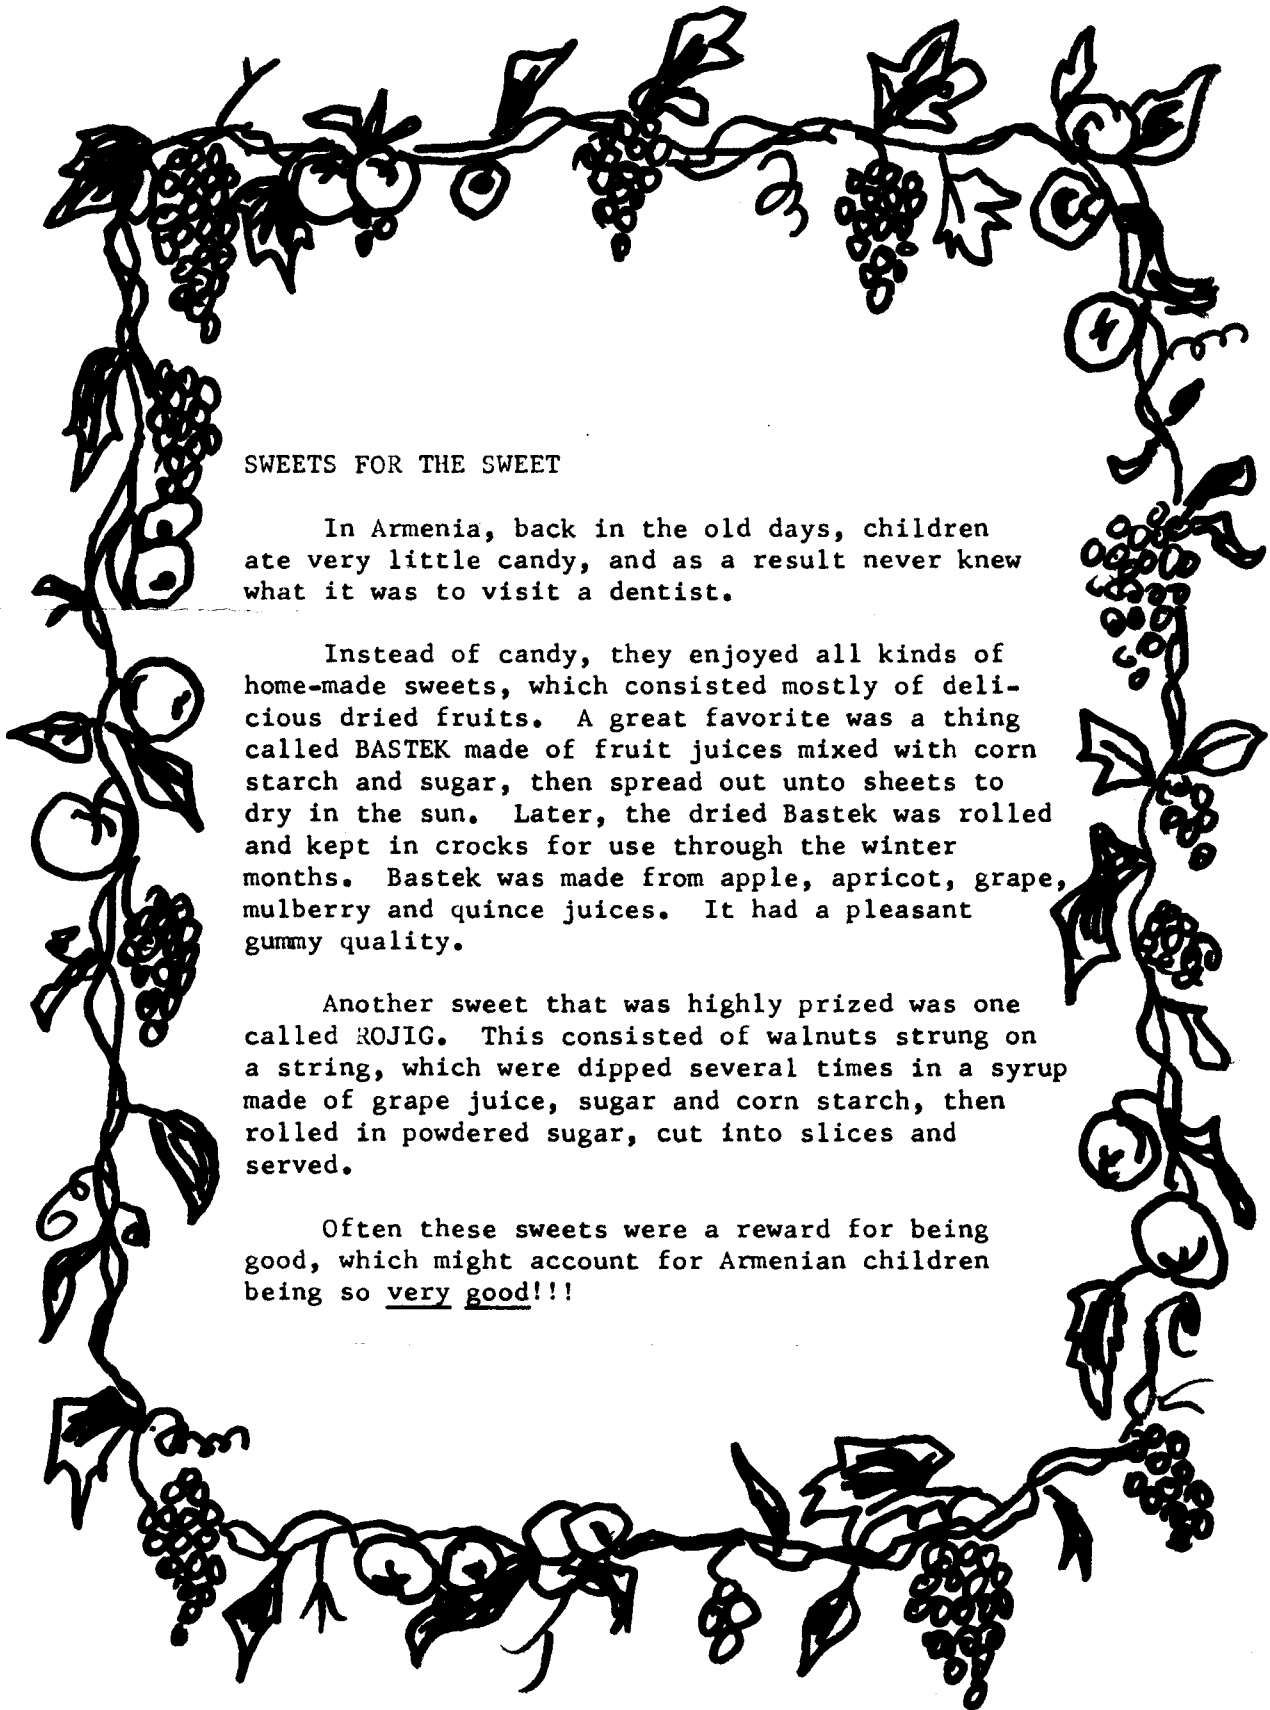 SWEETS FOR THE SWEET
In Armenia, back in the old days, children
ate very little candy, and as a result never knew
what it was to visit a dentist.
Instead of candy, they enjoyed all kinds of
home-made sweets, which consisted mostly of deli-
cious dried fruits. A great favorite was a thing
called BASTEK made of fruit juices mixed with corn
starch and sugar, then spread out unto sheets to
dry in the sun. Later, the dried Bastek was rolled
and kept in crocks for use through the winter
months. Bastek was made from apple, apricot, grape,
mulberry and quince juices. It had a pleasant
gummy quality.
Another sweet that was highly prized was one
called ROJIG. This consisted of walnuts strung on
a string, which were dipped several times in a syrup
made of grape juice, sugar and corn starch, then
rolled in powdered sugar, cut into slices and
served.
Often these sweets were a reward for being
good, which might account for Armenian children
being so very good!!!